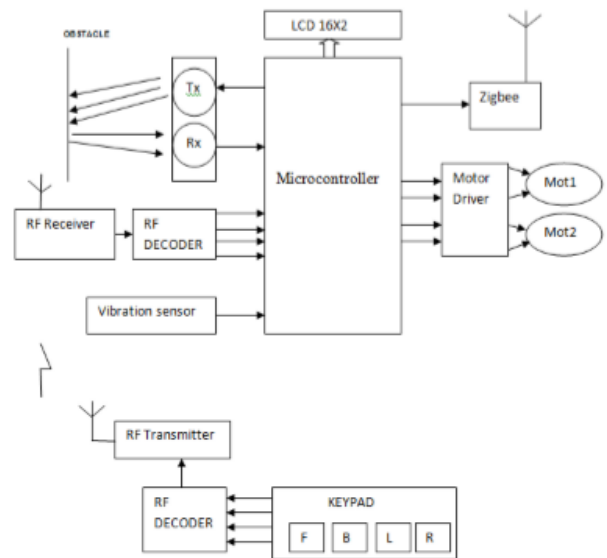 LCD 16X2
OBSTACLE
Tx
Zigbee
Rx
Microcontroller
Motor
Driver
Mot1
Mot2
RF Receiver
RF
DECODER
Vibration sensor
RF Transmitter
RF
DECODER
KEYPAD
F B L R